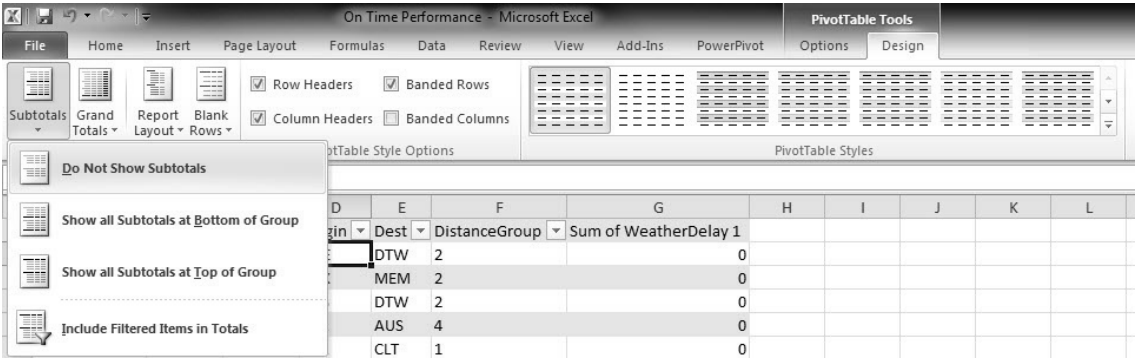 On Time Performance - Microsoft Excel
PivotTable Tools
File Home Insert Page Layout Formulas Data Review View Add-Ins PowerPivot Options Design
Row Headers Banded Rows
Subtotals Grand Totals Report Layout Blank Rows
Column Headers Banded Columns
PivotTable Styles
Do Not Show Subtotals
Show all Subtotals at Bottom of Group
Show all Subtotals at Top of Group
Include Filtered Items in Totals
D E F G H I J K L
Dest DistanceGroup Sum of WeatherDelay 1
DTW 2 0
MEM 2 0
DTW 2 0
AUS 4 0
CLT 1 0